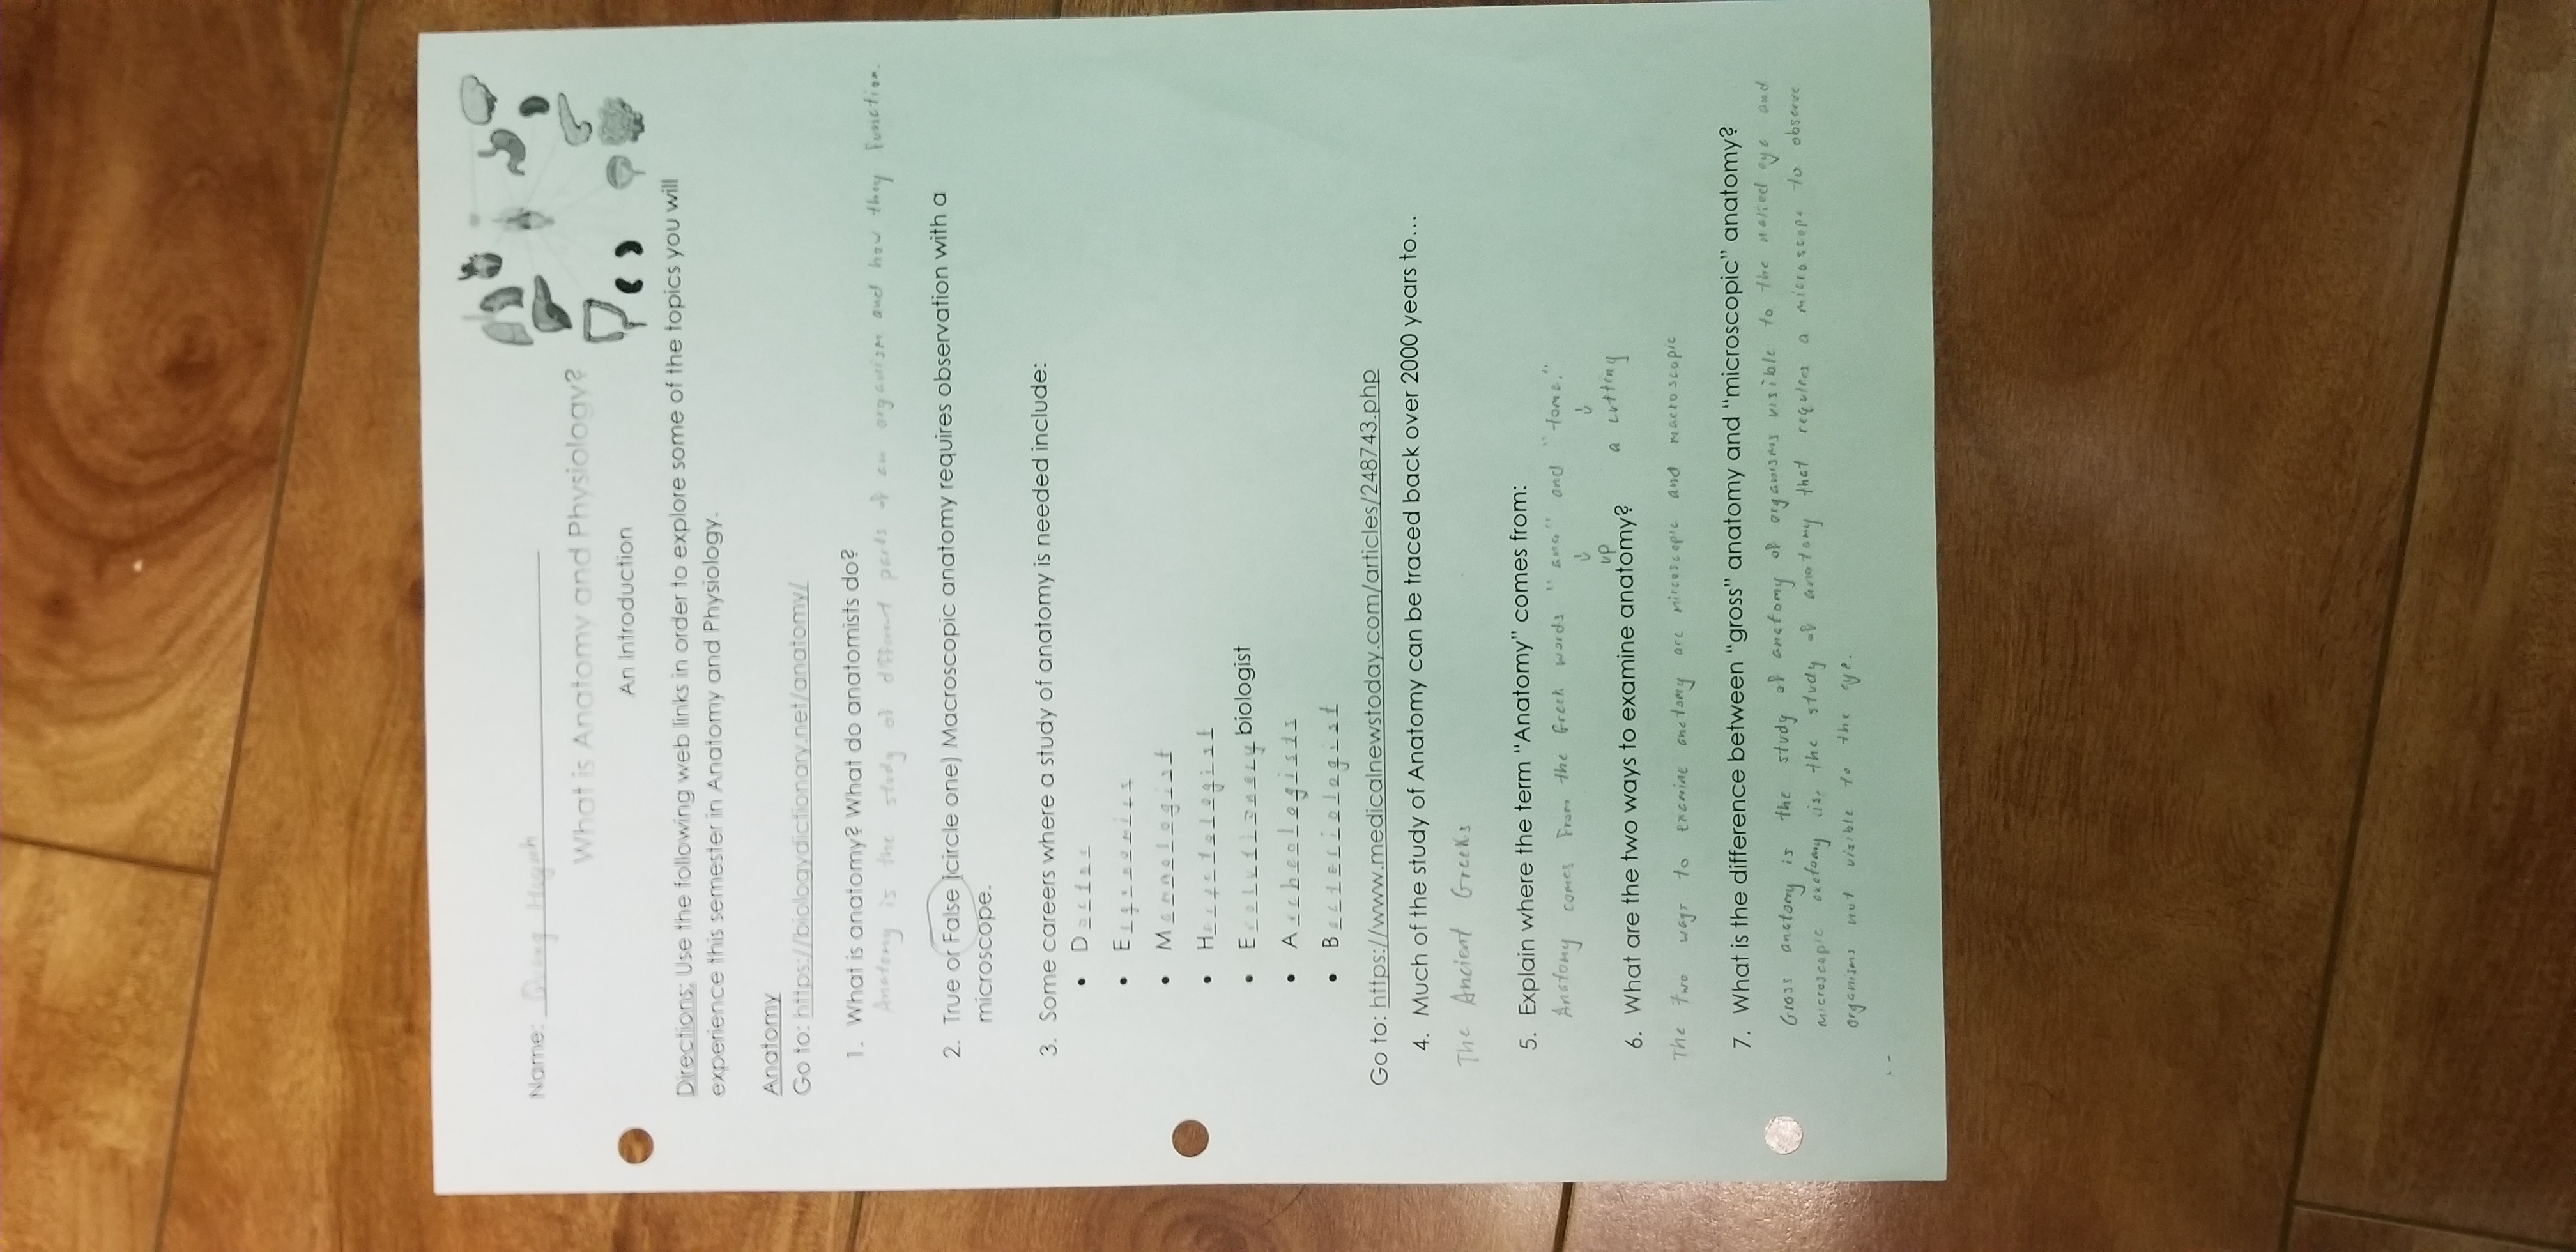 Name: Quang Huynh
What is Anatomy and Physiology?
An Introduction
Directions: Use the following web links in order to explore some of the topics you will
experience this semester in Anatomy and Physiology.
Anatomy
Go to: https://biologydictionary.net/anatomy/
1. What is anatomy? What do anatomists do?
Anatomy is the study of different parts of an organism and how they function.
2. True or False (circle one) Macroscopic anatomy requires observation with a
microscope.
3. Some careers where a study of anatomy is needed include:
• Doctor
• E
• Mammologist
• Herpetologist
• Evolutionary biologist
• Archeologists
• Bacteriologist
Go to: https://www.medicalnewstoday.com/articles/248743.php
4. Much of the study of Anatomy can be traced back over 2000 years to...
The Ancient Greeks
5. Explain where the term "Anatomy" comes from:
Anatomy comes from the Greek words "ana" and "tome."
up a cutting
6. What are the two ways to examine anatomy?
The two ways to examine anatomy are and macroscopic
7. What is the difference between "gross" anatomy and "microscopic" anatomy?
Gross anatomy is the study of anatomy of organisms visible to the naked eye and
microscopic anatomy is, the study of anatomy that requires a microscope to observe
organisms not visible to the eye.